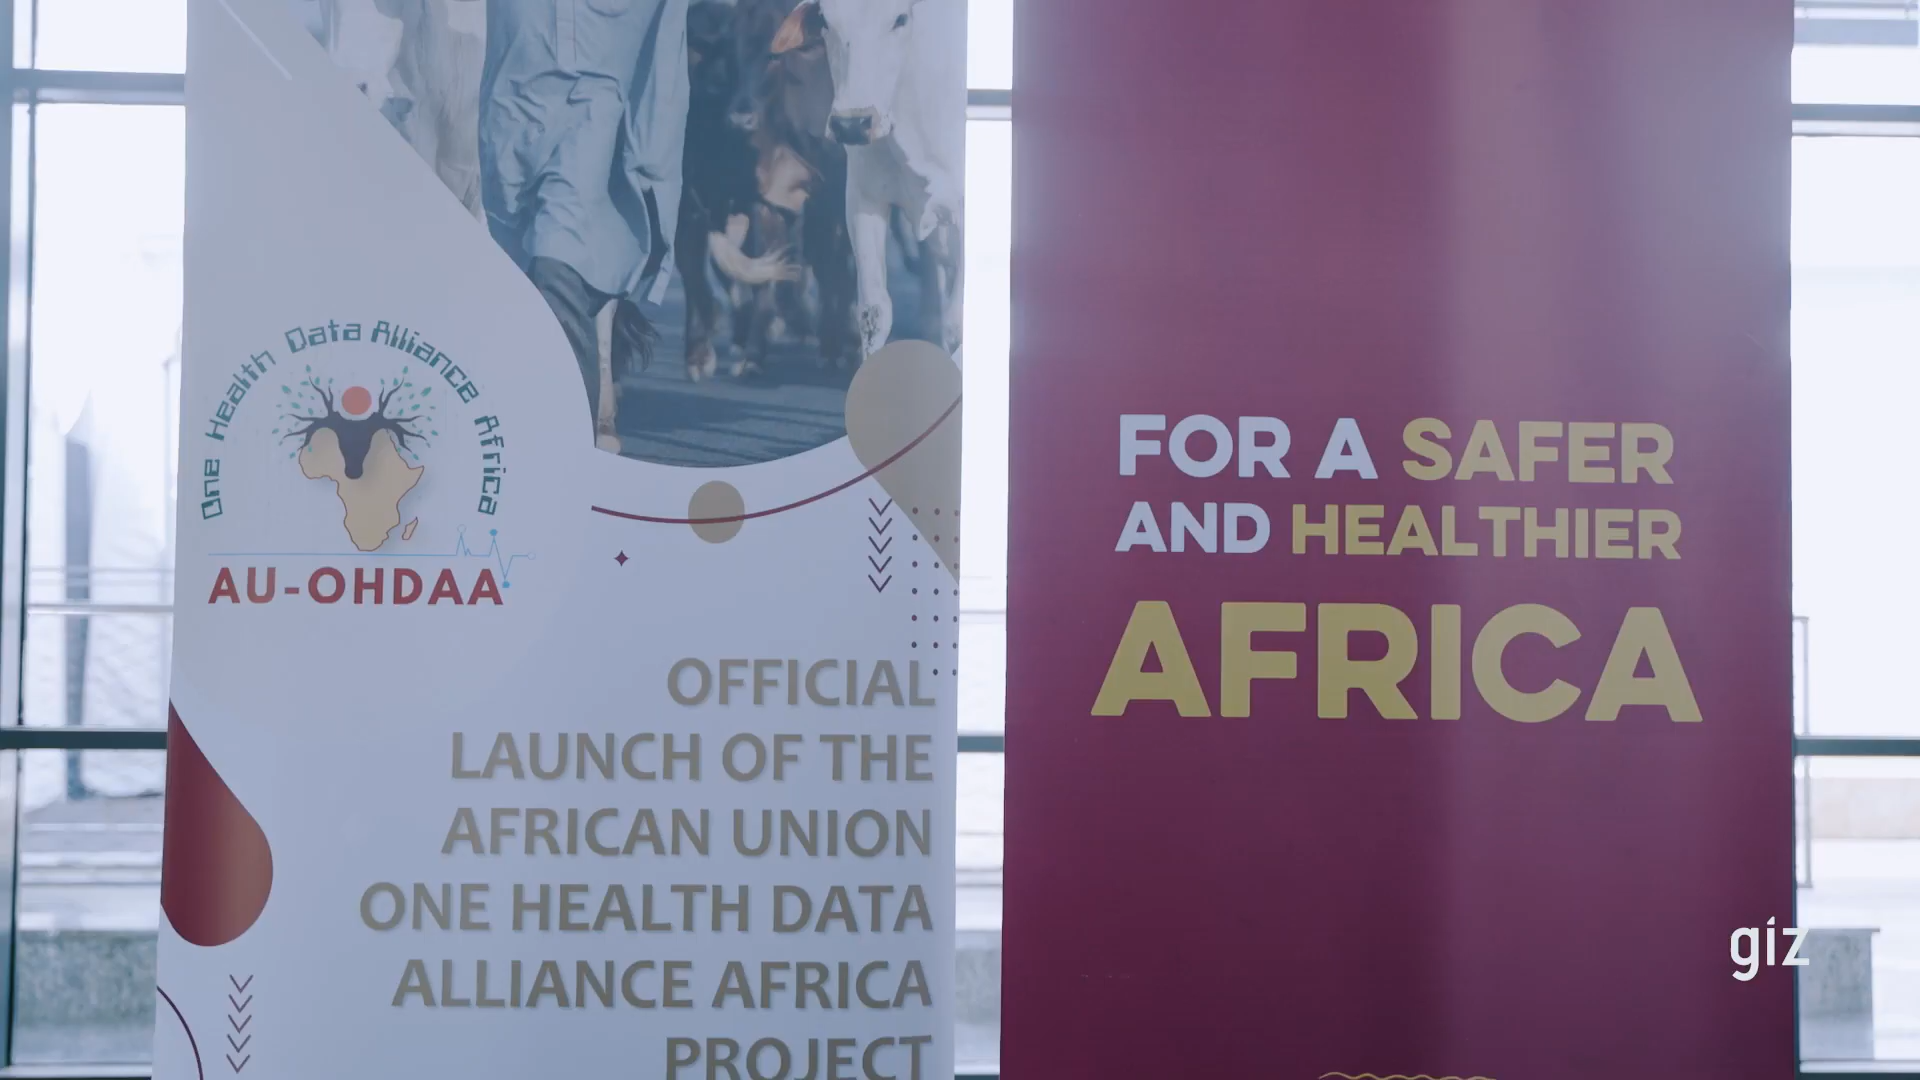 One Health Data Alliance Africa
AU-OHDAA
OFFICIAL
LAUNCH OF THE
AFRICAN UNION
ONE HEALTH DATA
ALLIANCE AFRICA
PROJECT
FOR A SAFER
AND HEALTHIER
AFRICA
giz